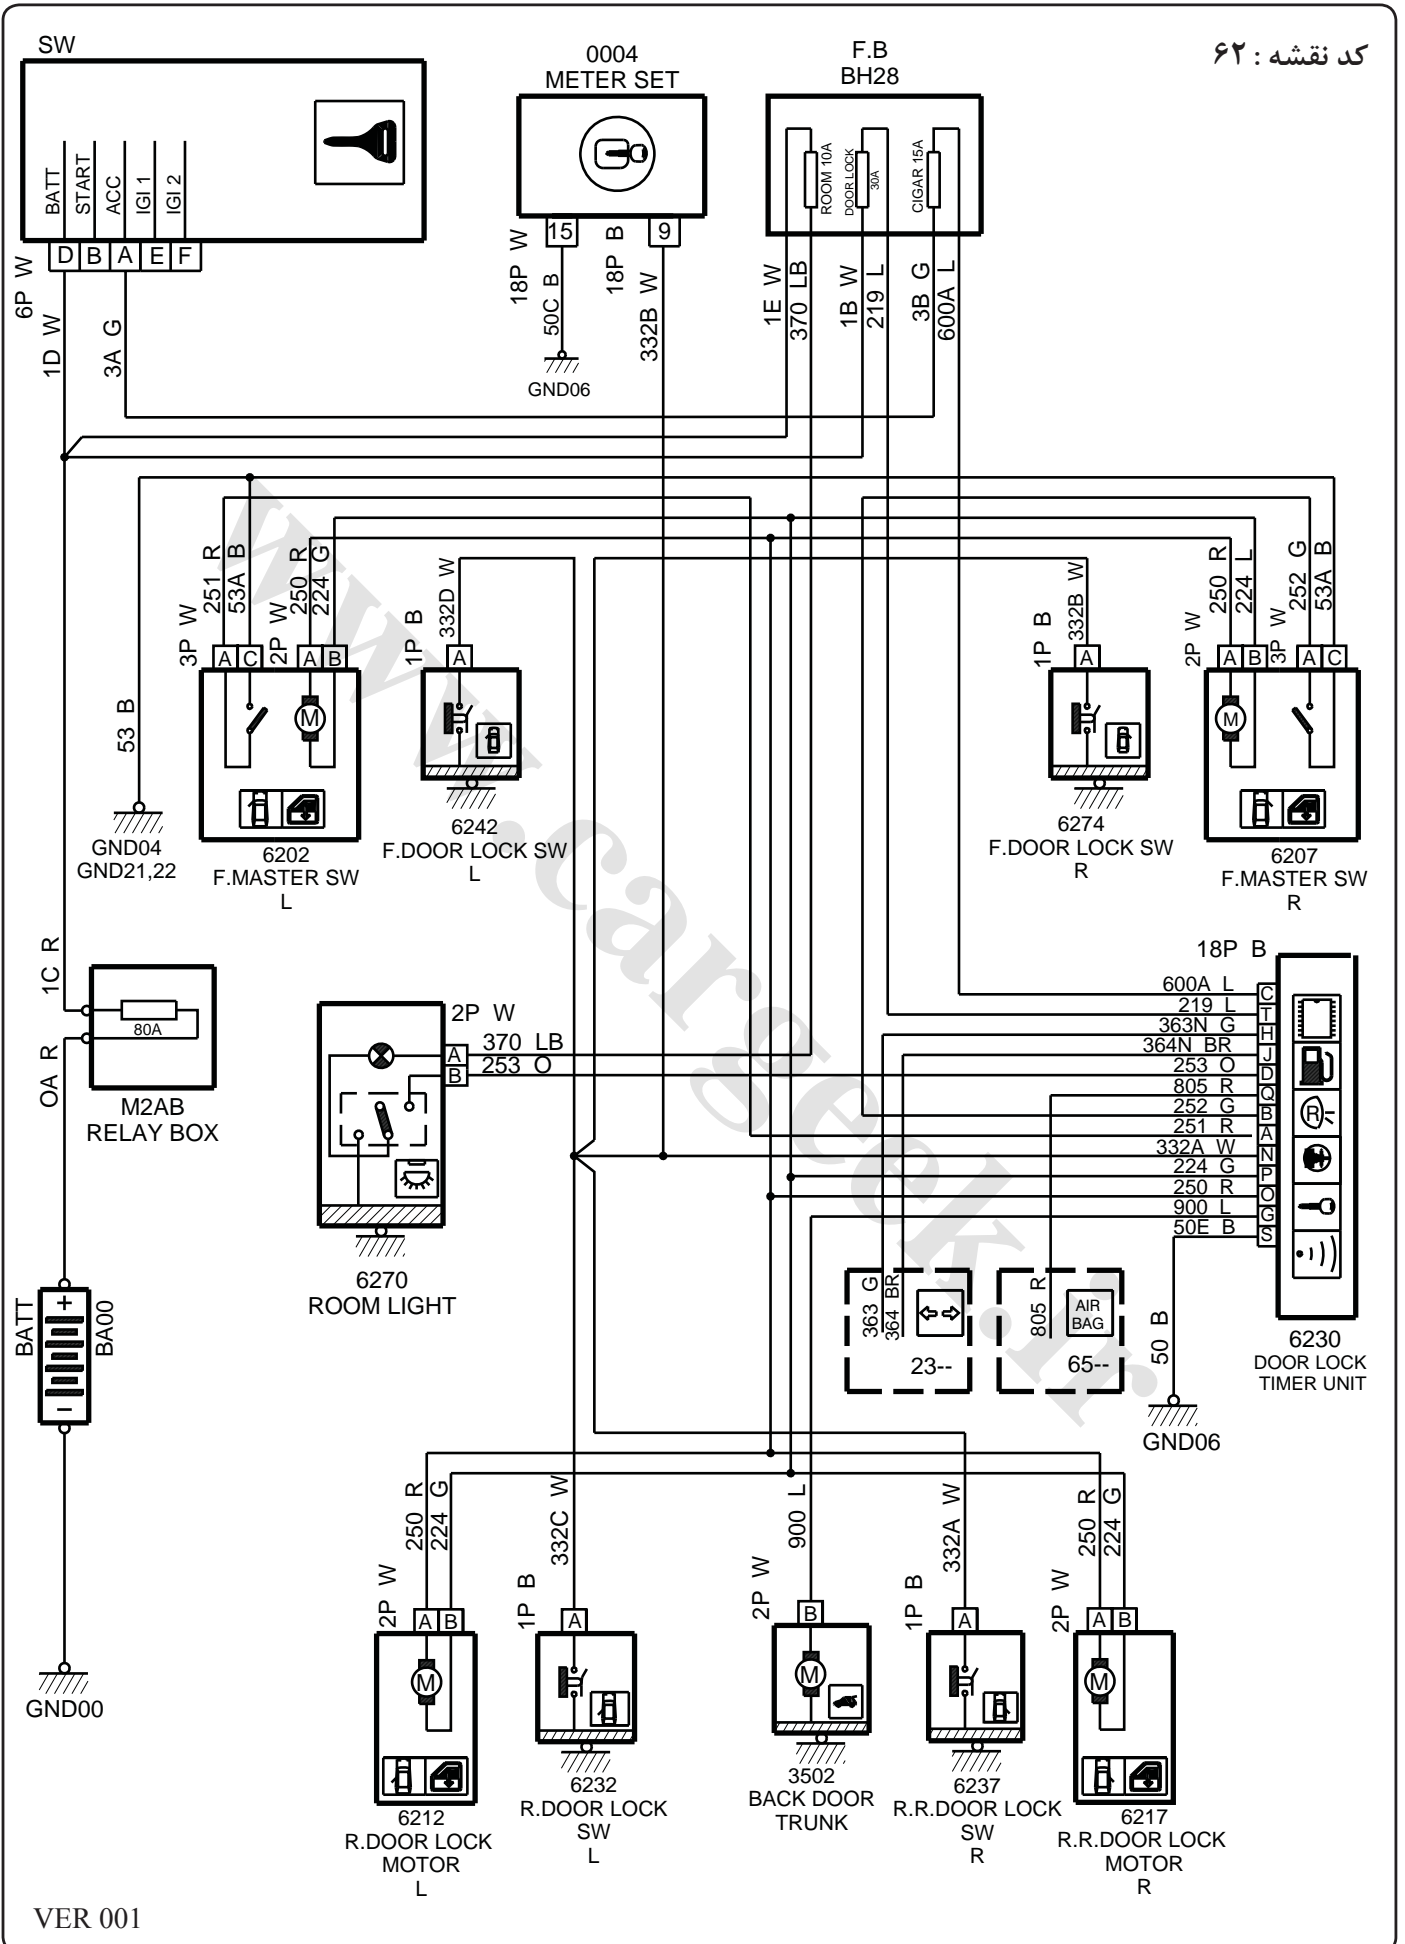 کد نقشه : ۶۲
SW
BATT
START
ACC
IGI 1
IGI 2
D B A E F
6P W
1D W
3A G
0004
METER SET
15
9
18P W
50C B
18P B
332B W
GND06
F.B
BH28
ROOM 10A
DOOR LOCK
30A
CIGAR 15A
1E W
370 LB
1B W
219 L
3B G
600A L
251 R
53A B
250 R
224 G
3P W
2P W
A C
A B
332D W
1P B
A
332B W
1P B
A
250 R
224 L
252 G
53A B
2P W
3P W
A B
A C
M
M
53 B
GND04
GND21,22
6202
F.MASTER SW
L
6242
F.DOOR LOCK SW
L
6274
F.DOOR LOCK SW
R
6207
F.MASTER SW
R
1C R
OA R
80A
M2AB
RELAY BOX
2P W
A
370 LB
B
253 O
6270
ROOM LIGHT
18P B
600A L C
219 L T
363N G H
364N BR J
253 O D
805 R Q
252 G B
251 R A
332A W N
224 G P
250 R O
900 L G
50E B S
R
6230
DOOR LOCK
TIMER UNIT
363 G
364 BR
23--
805 R
AIR
BAG
65--
50 B
GND06
BATT
+
−
BA00
GND00
250 R
224 G
2P W
A B
M
332C W
1P B
A
900 L
2P W
B
M
332A W
1P B
A
250 R
224 G
2P W
A B
M
6212
R.DOOR LOCK
MOTOR
L
6232
R.DOOR LOCK
SW
L
3502
BACK DOOR
TRUNK
6237
R.R.DOOR LOCK
SW
R
6217
R.R.DOOR LOCK
MOTOR
R
VER 001
www.cargeek.ir